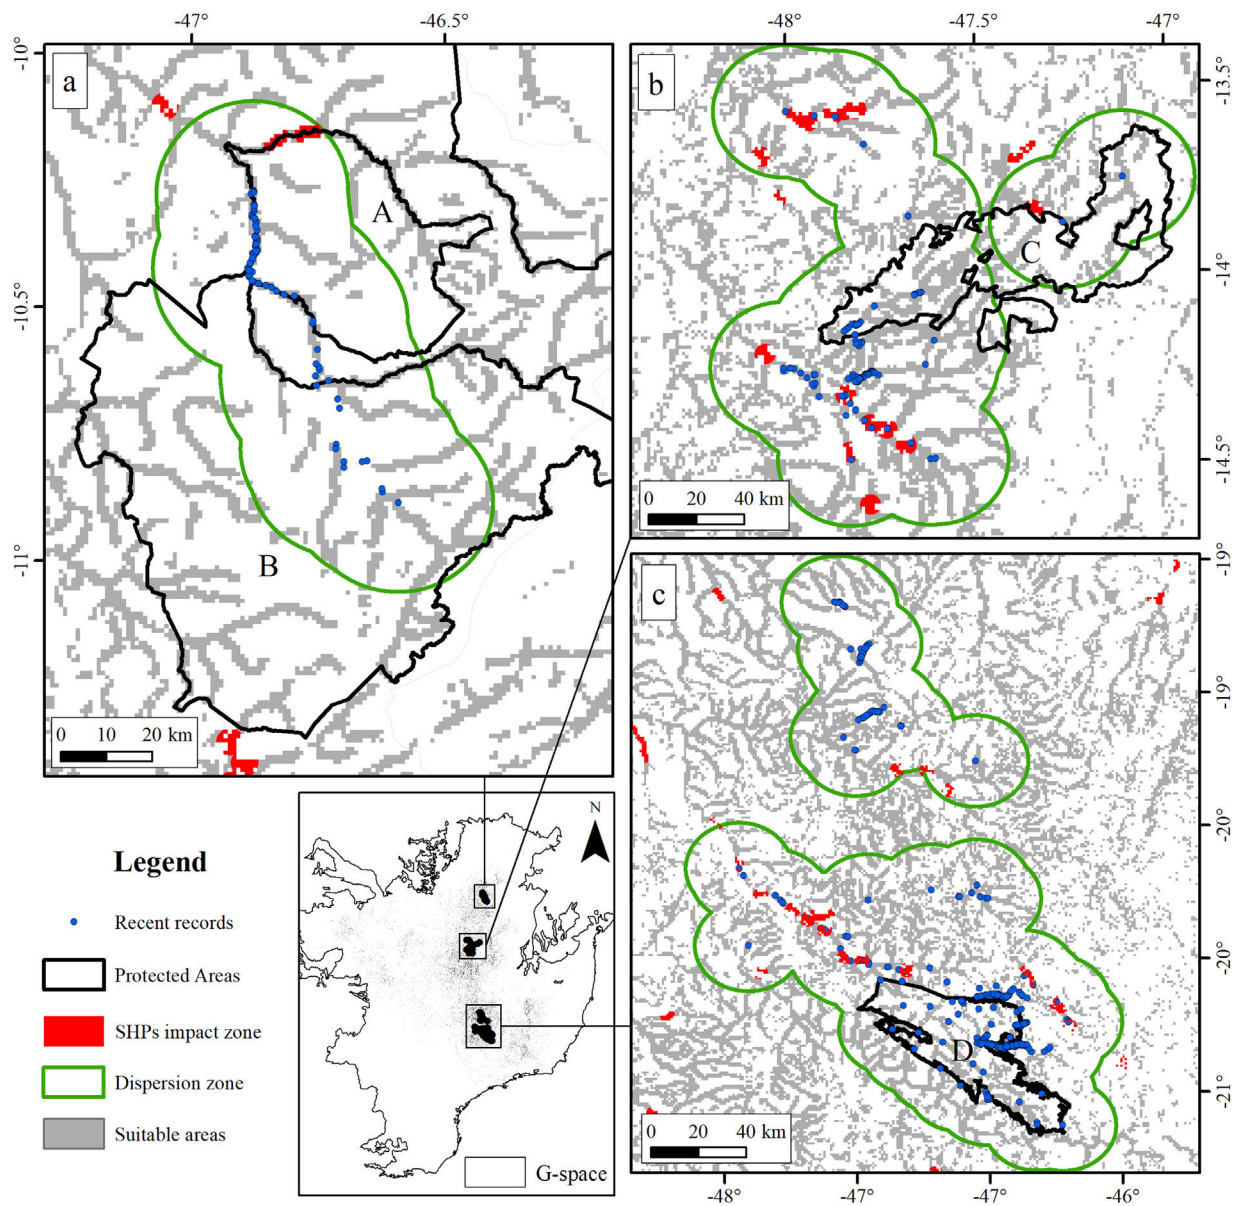 -47°
-46.5°
-48°
-47.5°
-47°
-10°
-10.5°
-11°
a
A
B
0 10 20 km
b
C
0 20 40 km
-13.5°
-14°
-14.5°
c
D
0 20 40 km
-19°
-19°
-20°
-20°
-21°
-48°
-47°
-47°
-46°
Legend
Recent records
Protected Areas
SHPs impact zone
Dispersion zone
Suitable areas
N
G-space